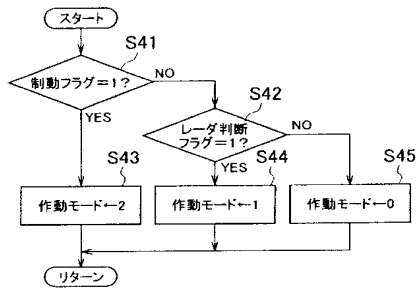 スタート
S41
制動フラグ=1?
NO
YES
S42
レーダ判断
フラグ=1?
NO
YES
S43
作動モード←2
S44
作動モード←1
S45
作動モード←0
リターン